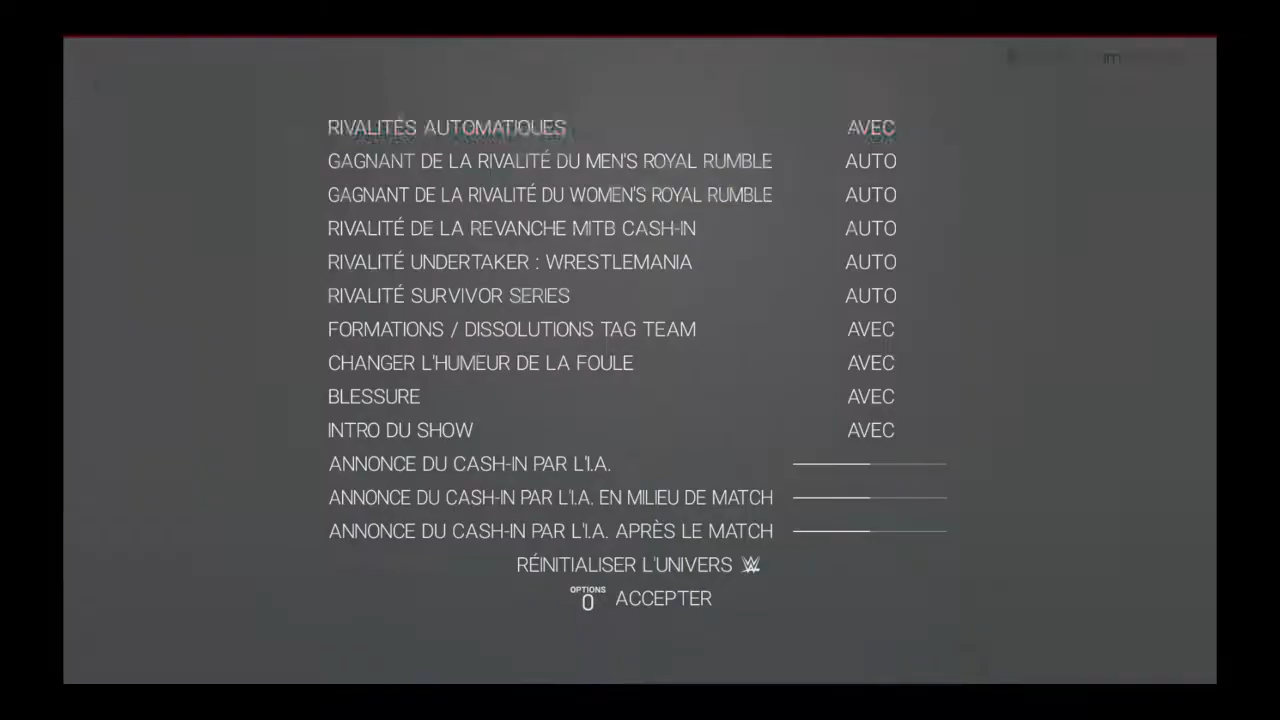 RIVALITÉS AUTOMATIQUES AVEC
GAGNANT DE LA RIVALITÉ DU MEN'S ROYAL RUMBLE AUTO
GAGNANT DE LA RIVALITÉ DU WOMEN'S ROYAL RUMBLE AUTO
RIVALITÉ DE LA REVANCHE MITB CASH-IN AUTO
RIVALITÉ UNDERTAKER : WRESTLEMANIA AUTO
RIVALITÉ SURVIVOR SERIES AUTO
FORMATIONS / DISSOLUTIONS TAG TEAM AVEC
CHANGER L'HUMEUR DE LA FOULE AVEC
BLESSURE AVEC
INTRO DU SHOW AVEC
ANNONCE DU CASH-IN PAR L'I.A.
ANNONCE DU CASH-IN PAR L'I.A. EN MILIEU DE MATCH
ANNONCE DU CASH-IN PAR L'I.A. APRÈS LE MATCH
RÉINITIALISER L'UNIVERS W
OPTIONS
ACCEPTER